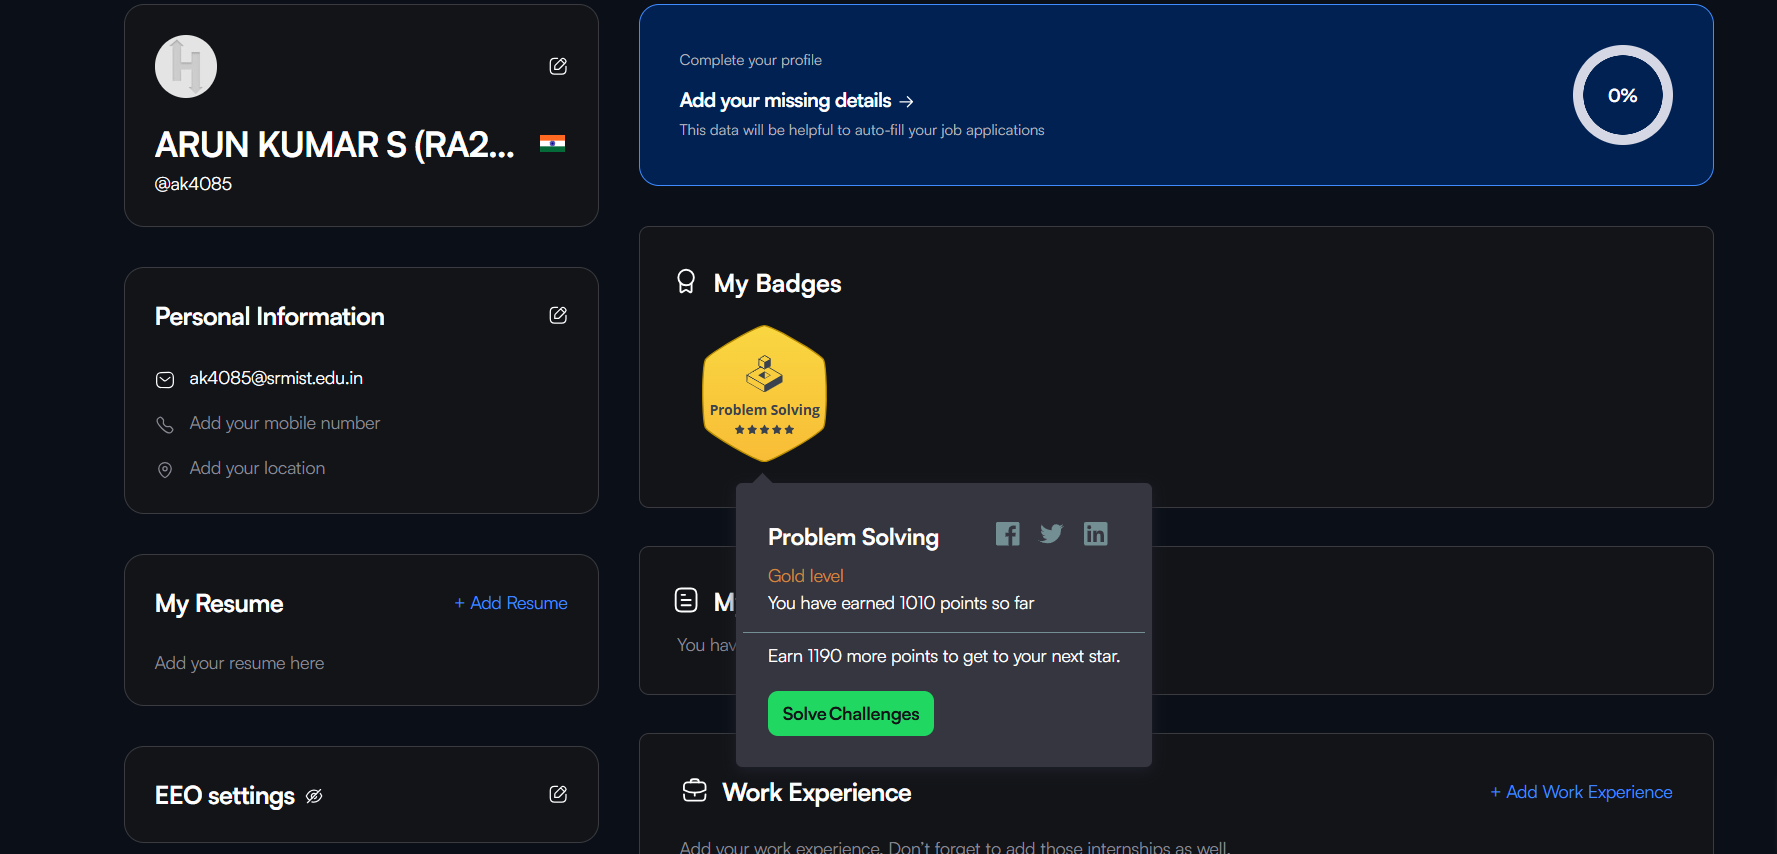 ARUN KUMAR S (RA2...
@ak4085
Personal Information
ak4085@srmist.edu.in
Add your mobile number
Add your location
My Resume
+ Add Resume
Add your resume here
EEO settings
Complete your profile
Add your missing details →
This data will be helpful to auto-fill your job applications
0%
My Badges
Problem Solving
★★★★★
Problem Solving
Gold level
You have earned 1010 points so far
Earn 1190 more points to get to your next star.
Solve Challenges
You
Work Experience
+ Add Work Experience
Add your work experience. Don't forget to add those internships as well.